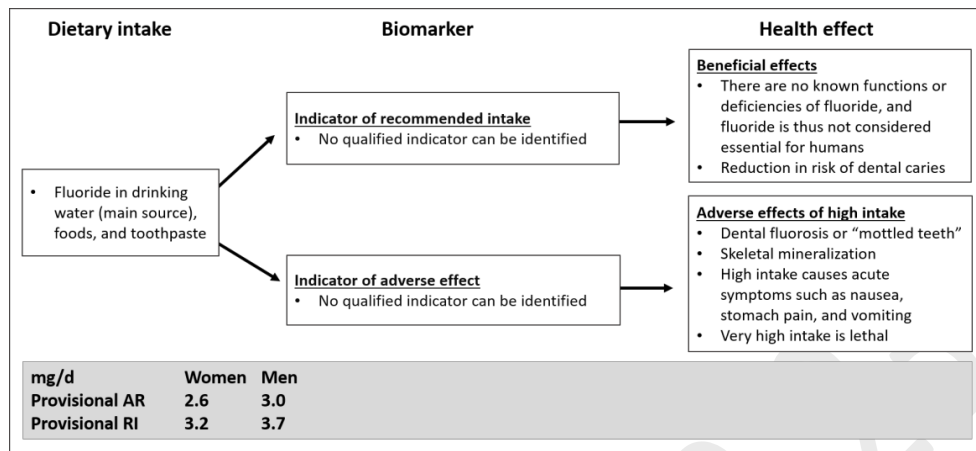 Dietary intake
Biomarker
Health effect
• Fluoride in drinking
water (main source),
foods, and toothpaste
Indicator of recommended intake
• No qualified indicator can be identified
Indicator of adverse effect
• No qualified indicator can be identified
Beneficial effects
• There are no known functions or
deficiencies of fluoride, and
fluoride is thus not considered
essential for humans
• Reduction in risk of dental caries
Adverse effects of high intake
• Dental fluorosis or “mottled teeth”
• Skeletal mineralization
• High intake causes acute
symptoms such as nausea,
stomach pain, and vomiting
• Very high intake is lethal
mg/d Women Men
Provisional AR 2.6 3.0
Provisional RI 3.2 3.7